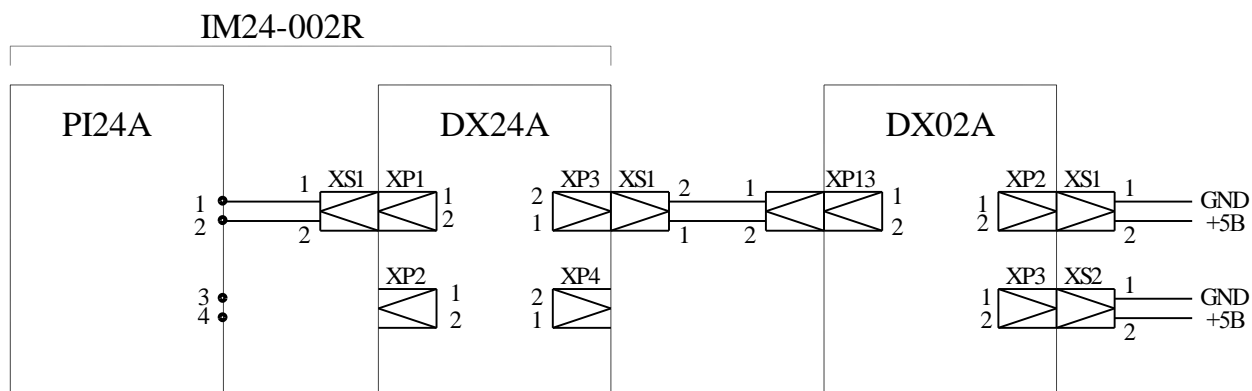 IM24-002R
PI24A DX24A DX02A
1 XS1 XP1 XP3 XS1 2 1 XP13 XP2 XS1 1
1 1 2 1 1 GND
2 2 2 1 1 2 2 2 2 +5B
XP2 XP4 XP3 XS2 1
3 1 2 1 GND
4 2 1 2 2 +5B